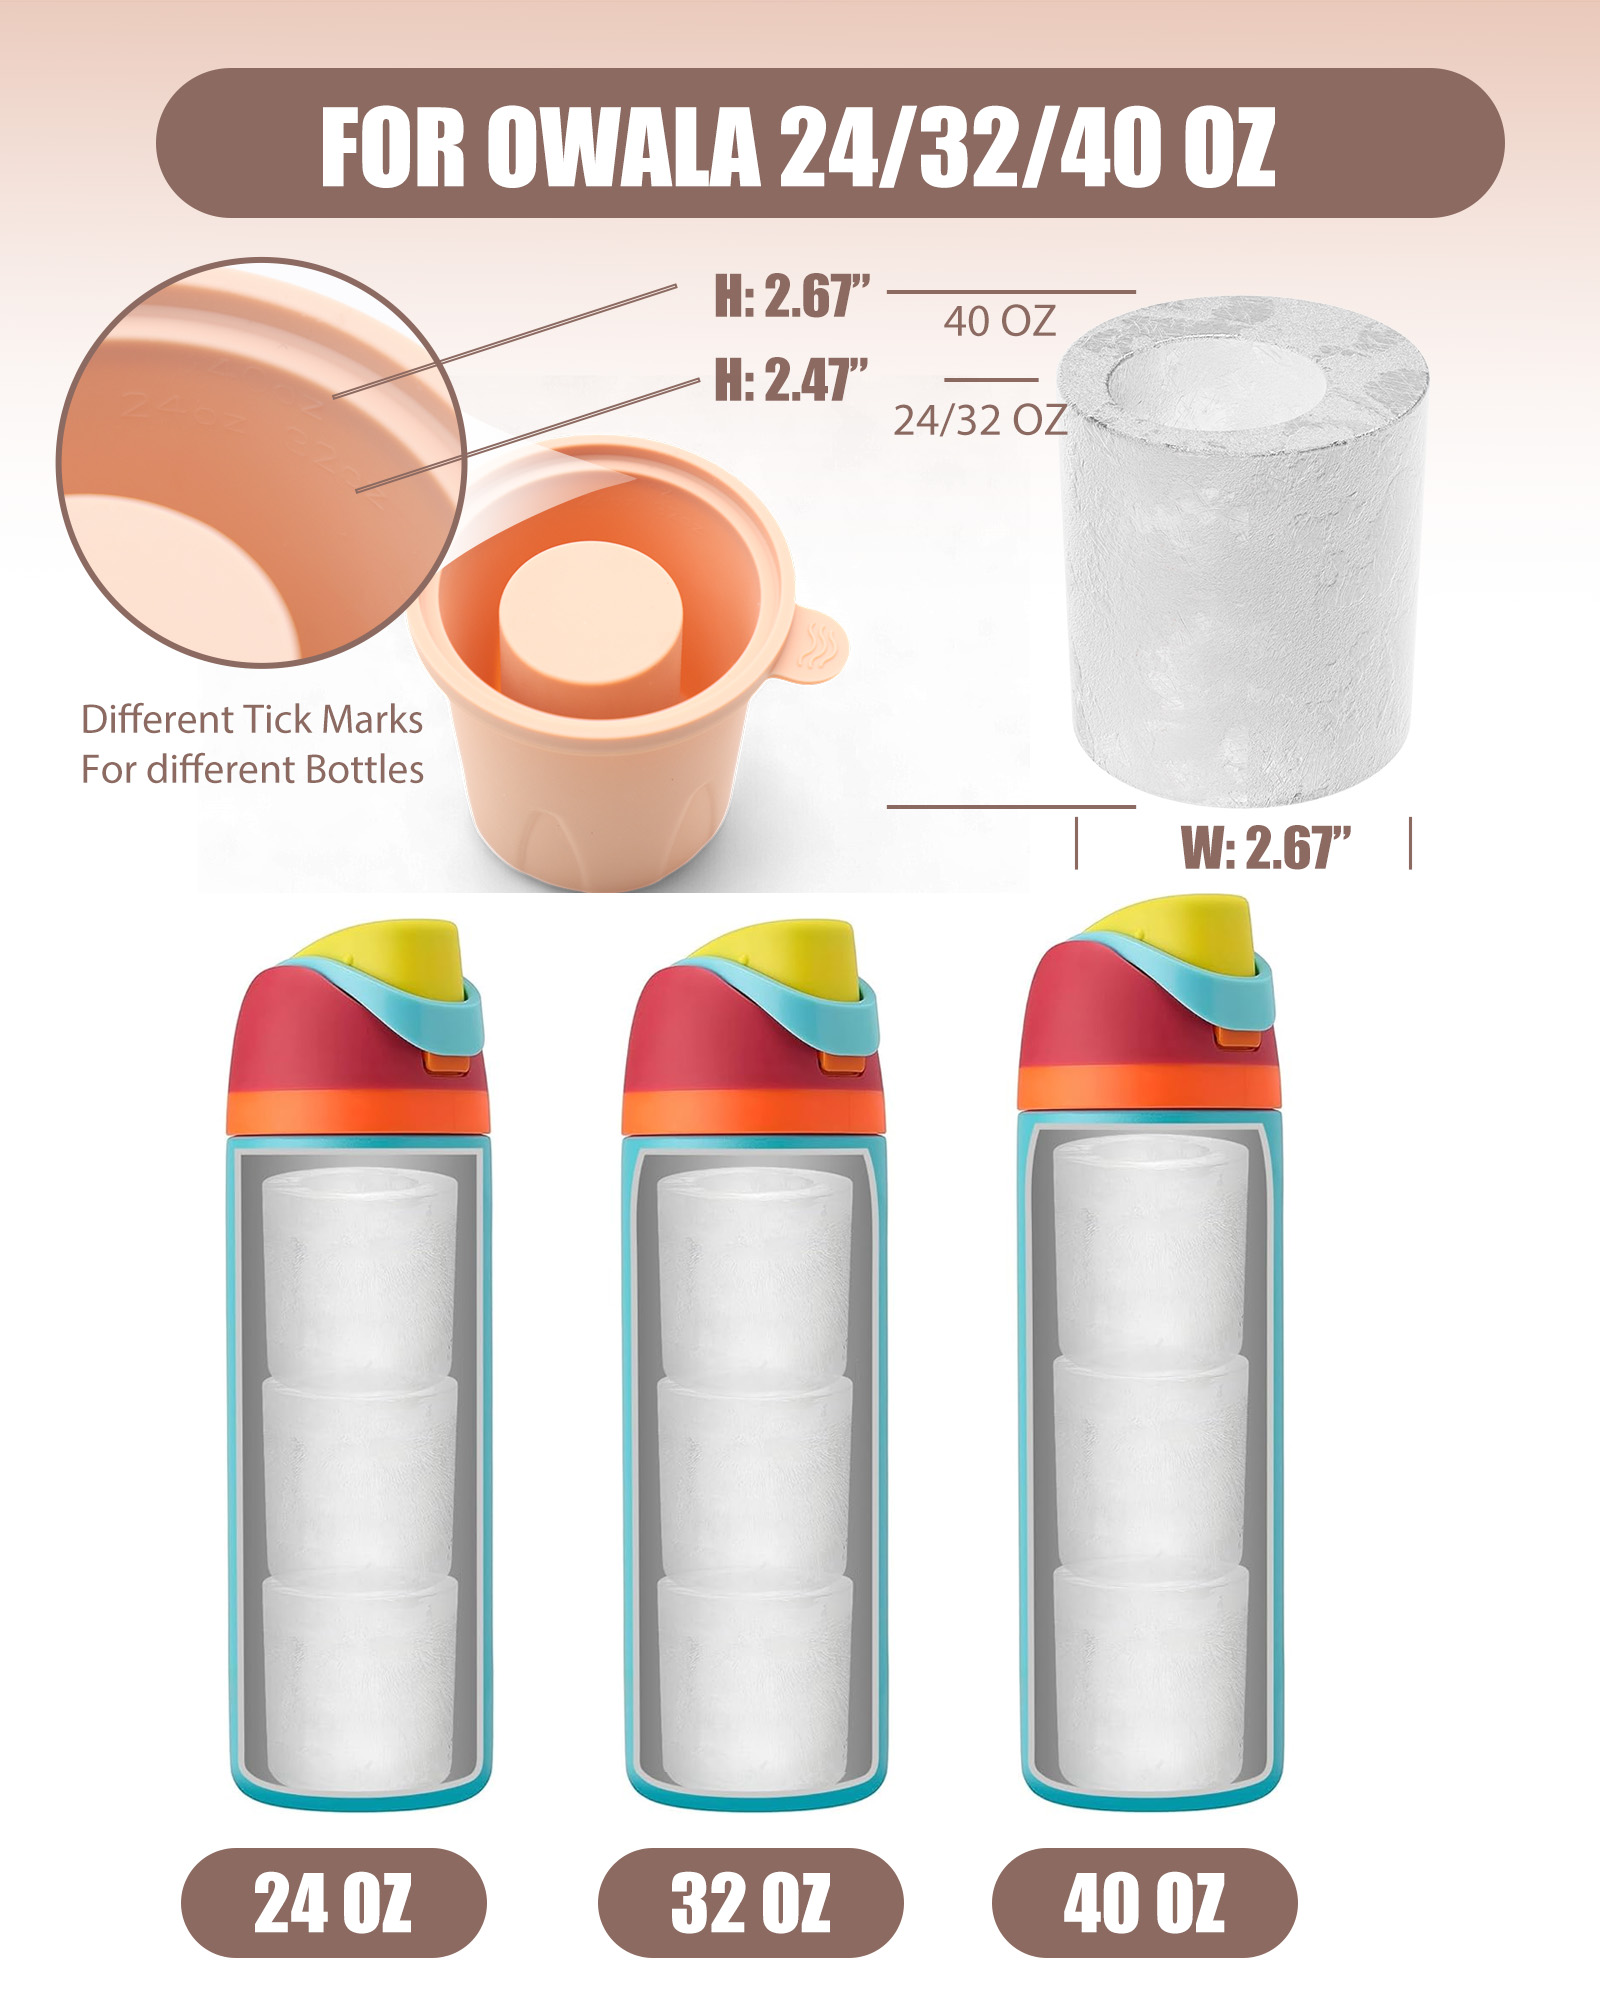 FOR OWALA 24/32/40 OZ
H: 2.67”
40 OZ
H: 2.47”
24/32 OZ
40oz
24oz 32oz
Different Tick Marks
For different Bottles
W: 2.67”
24 OZ
32 OZ
40 OZ